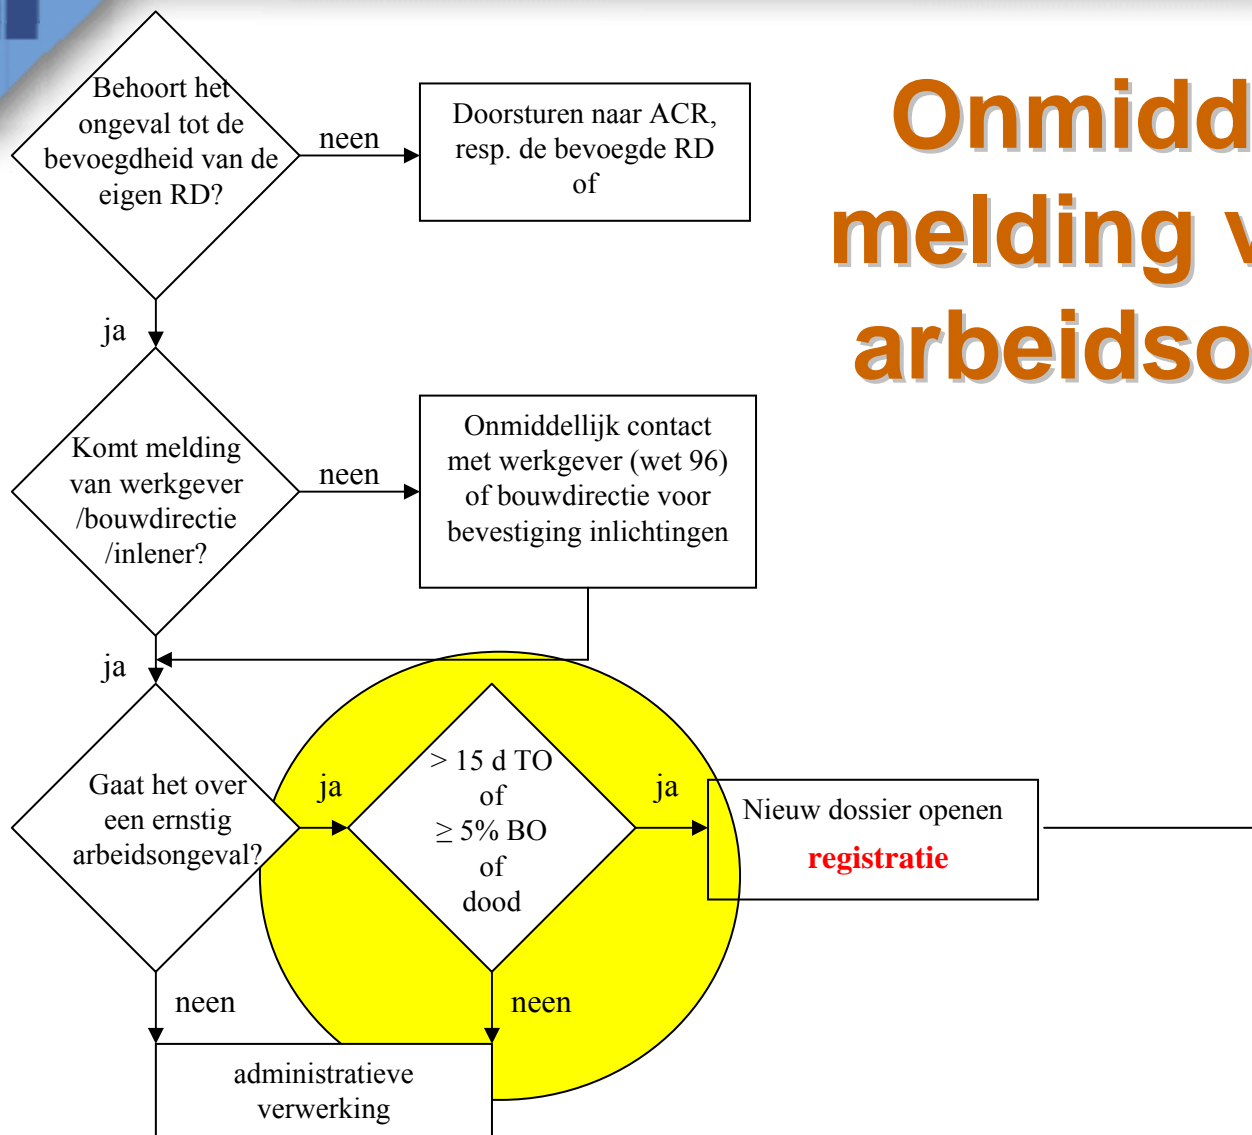 Onmidd
melding v
arbeidso
Behoort het
ongeval tot de
bevoegdheid van de
eigen RD?
neen
Doorsturen naar ACR,
resp. de bevoegde RD
of
ja
Komt melding
van werkgever
/bouwdirectie
/inlener?
neen
Onmiddellijk contact
met werkgever (wet 96)
of bouwdirectie voor
bevestiging inlichtingen
ja
Gaat het over
een ernstig
arbeidsongeval?
ja
> 15 d TO
of
≥ 5% BO
of
dood
ja
Nieuw dossier openen
registratie
neen
neen
administratieve
verwerking